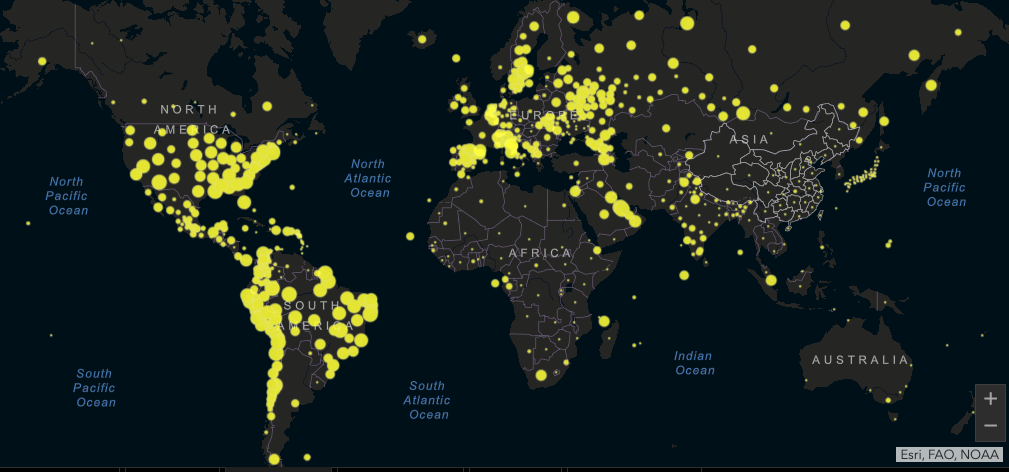 NORTH
AMERICA
EUROPE
ASIA
North
Pacific
Ocean
North
Atlantic
Ocean
North
Pacific
Ocean
AFRICA
SOUTH
AMERICA
AUSTRALIA
Indian
Ocean
South
Pacific
Ocean
South
Atlantic
Ocean
+
−
Esri, FAO, NOAA